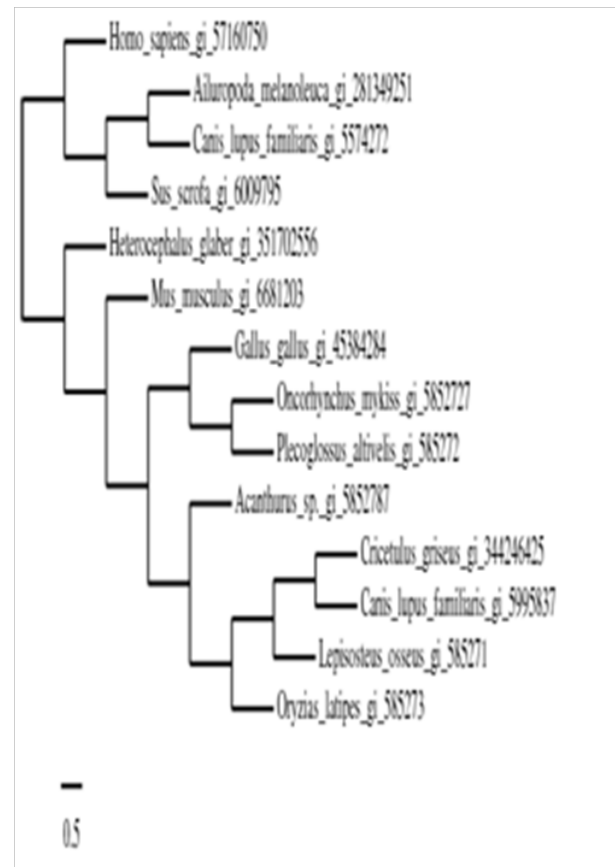 Homo_sapiens_gi_57160750
Ailuropoda_melanoleuca_gi_281349251
Canis_lupus_familiaris_gi_5574272
Sus_scrofa_gi_6009795
Heterocephalus_glaber_gi_351702556
Mus_musculus_gi_6681203
Gallus_gallus_gi_45384284
Oncorhynchus_mykiss_gi_5852727
Plecoglossus_altivelis_gi_585272
Acanthurus_sp._gi_5852787
Cricetulus_griseus_gi_344246425
Canis_lupus_familiaris_gi_5995837
Lepisosteus_osseus_gi_585271
Oryzias_latipes_gi_585273
0.5